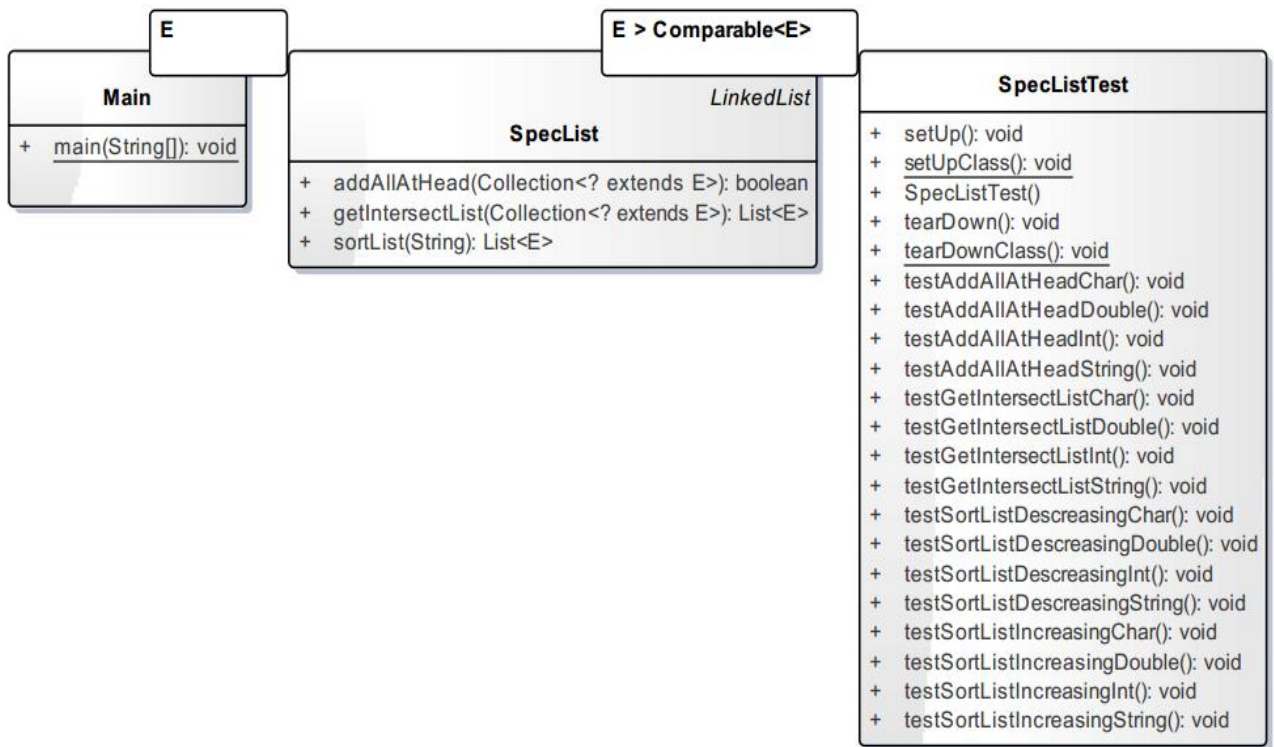 E
Main
+ main(String[]): void
E > Comparable<E>
LinkedList
SpecList
+ addAllAtHead(Collection<? extends E>): boolean
+ getIntersectList(Collection<? extends E>): List<E>
+ sortList(String): List<E>
SpecListTest
+ setUp(): void
+ setUpClass(): void
+ SpecListTest()
+ tearDown(): void
+ tearDownClass(): void
+ testAddAllAtHeadChar(): void
+ testAddAllAtHeadDouble(): void
+ testAddAllAtHeadInt(): void
+ testAddAllAtHeadString(): void
+ testGetIntersectListChar(): void
+ testGetIntersectListDouble(): void
+ testGetIntersectListInt(): void
+ testGetIntersectListString(): void
+ testSortListDescreasingChar(): void
+ testSortListDescreasingDouble(): void
+ testSortListDescreasingInt(): void
+ testSortListDescreasingString(): void
+ testSortListIncreasingChar(): void
+ testSortListIncreasingDouble(): void
+ testSortListIncreasingInt(): void
+ testSortListIncreasingString(): void